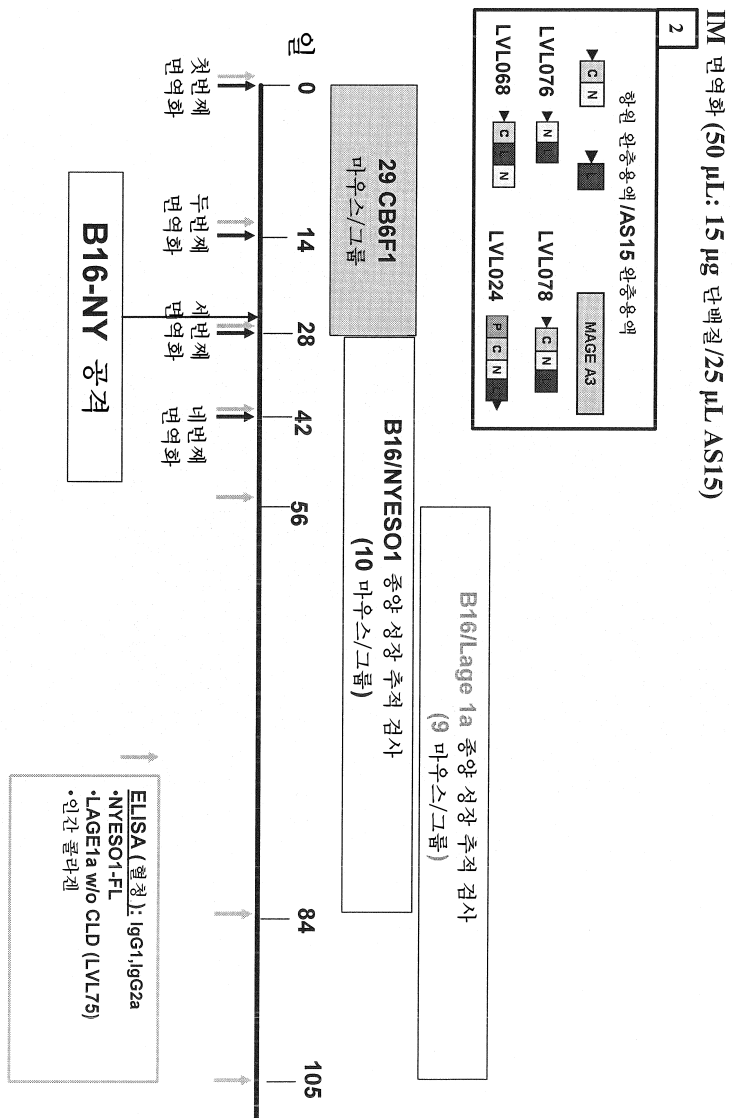 IM 면역화 (50 µL: 15 µg 단백질/25 µL AS15)
2
항원 완충용액/AS15 완충용액
C N
L
MAGE A3
LVL076
N L
LVL078
C N L
LVL068
C L N
LVL024
P C N L
B16/Lage 1a 종양 성장 추적 검사
(9 마우스/그룹)
29 CB6F1
마우스/그룹
B16/NYESO1 종양 성장 추적 검사
(10 마우스/그룹)
일
0
14
28
42
56
84
105
첫번째
면역화
두번째
면역화
세번째
면역화
네번째
면역화
B16-NY 공격
ELISA (혈청): IgG1,IgG2a
•NYESO1-FL
•LAGE1a w/o CLD (LVL75)
•인간 콜라겐